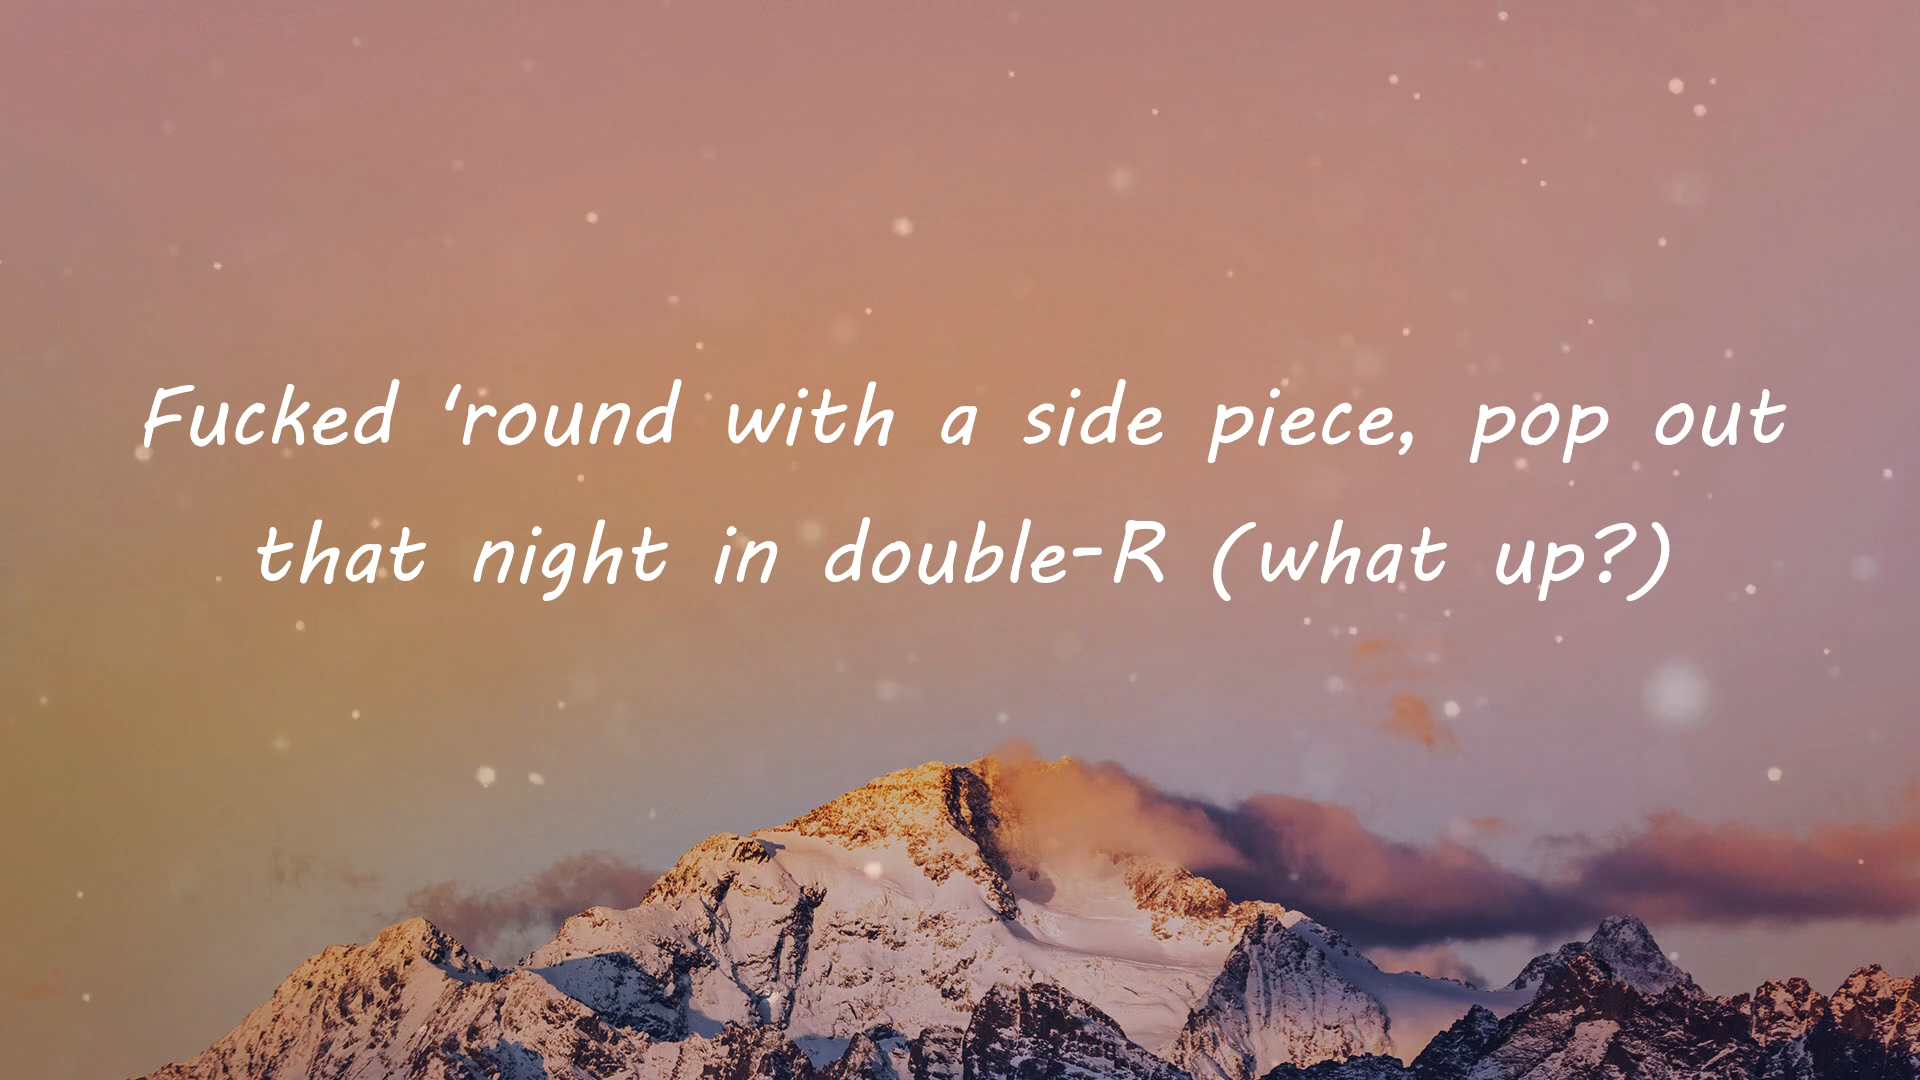 Fucked ‘round with a side piece, pop out
that night in double-R (what up?)